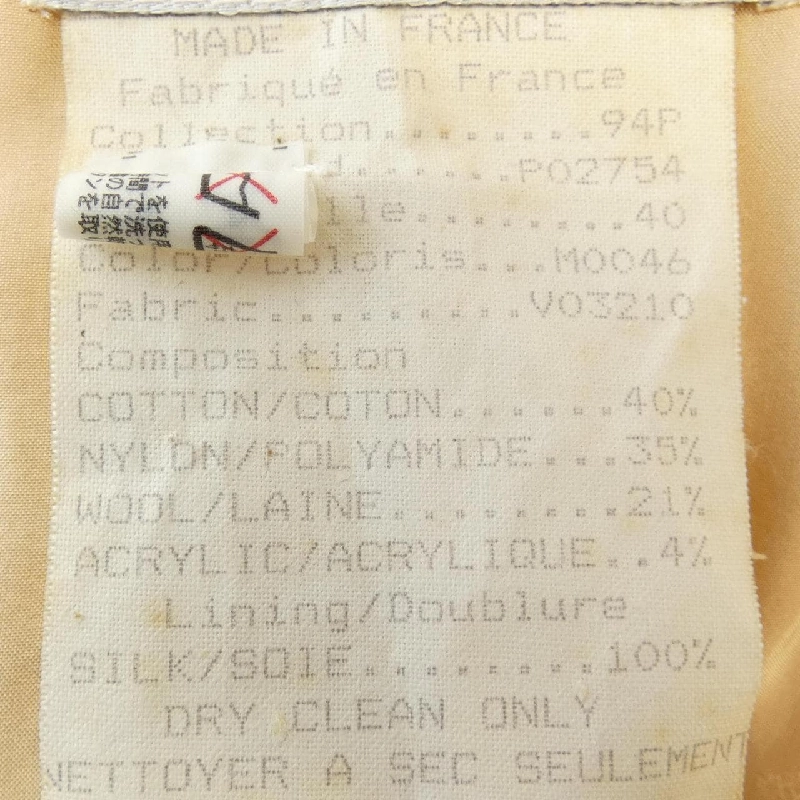 MADE IN FRANCE
Fabriqué en France
Collection........94P
d......P02754
lle........40
Color/Coloris...M0046
Fabric..........V03210
Composition
COTTON/COTON.......40%
NYLON/POLYAMIDE...35%
WOOL/LAINE........21%
ACRYLIC/ACRYLIQUE..4%
Lining/Doublure
SILK/SOIE........100%
DRY CLEAN ONLY
NETTOYER A SEC SEULEMENT